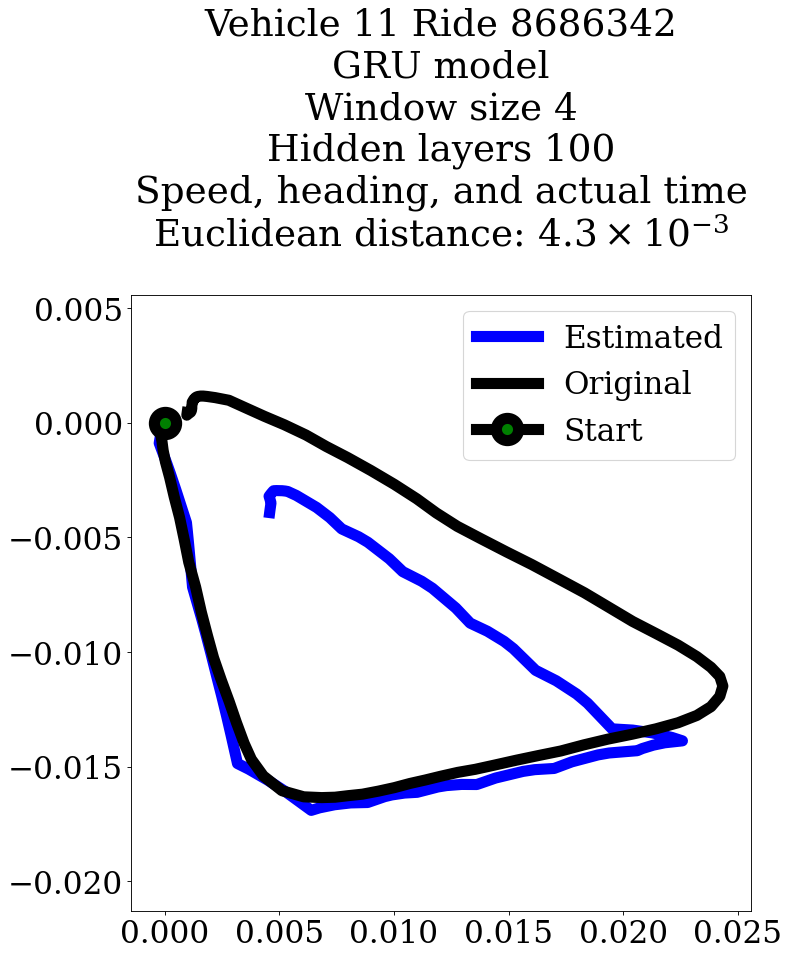 Vehicle 11 Ride 8686342
GRU model
Window size 4
Hidden layers 100
Speed, heading, and actual time
Euclidean distance: 4.3 × 10⁻³
Estimated
Original
Start
0.005
0.000
−0.005
−0.010
−0.015
−0.020
0.000 0.005 0.010 0.015 0.020 0.025